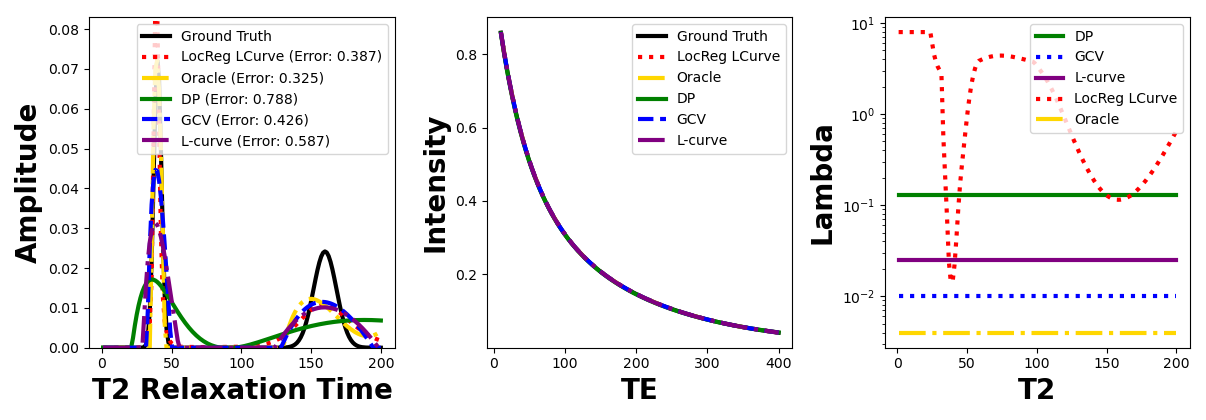 Amplitude
0.08
0.07
0.06
0.05
0.04
0.03
0.02
0.01
0.00
Ground Truth
LocReg LCurve (Error: 0.387)
Oracle (Error: 0.325)
DP (Error: 0.788)
GCV (Error: 0.426)
L-curve (Error: 0.587)
0 50 100 150 200
T2 Relaxation Time
Intensity
0.8
0.6
0.4
0.2
Ground Truth
LocReg LCurve
Oracle
DP
GCV
L-curve
0 100 200 300 400
TE
Lambda
10¹
10⁰
10⁻¹
10⁻²
DP
GCV
L-curve
LocReg LCurve
Oracle
0 50 100 150 200
T2